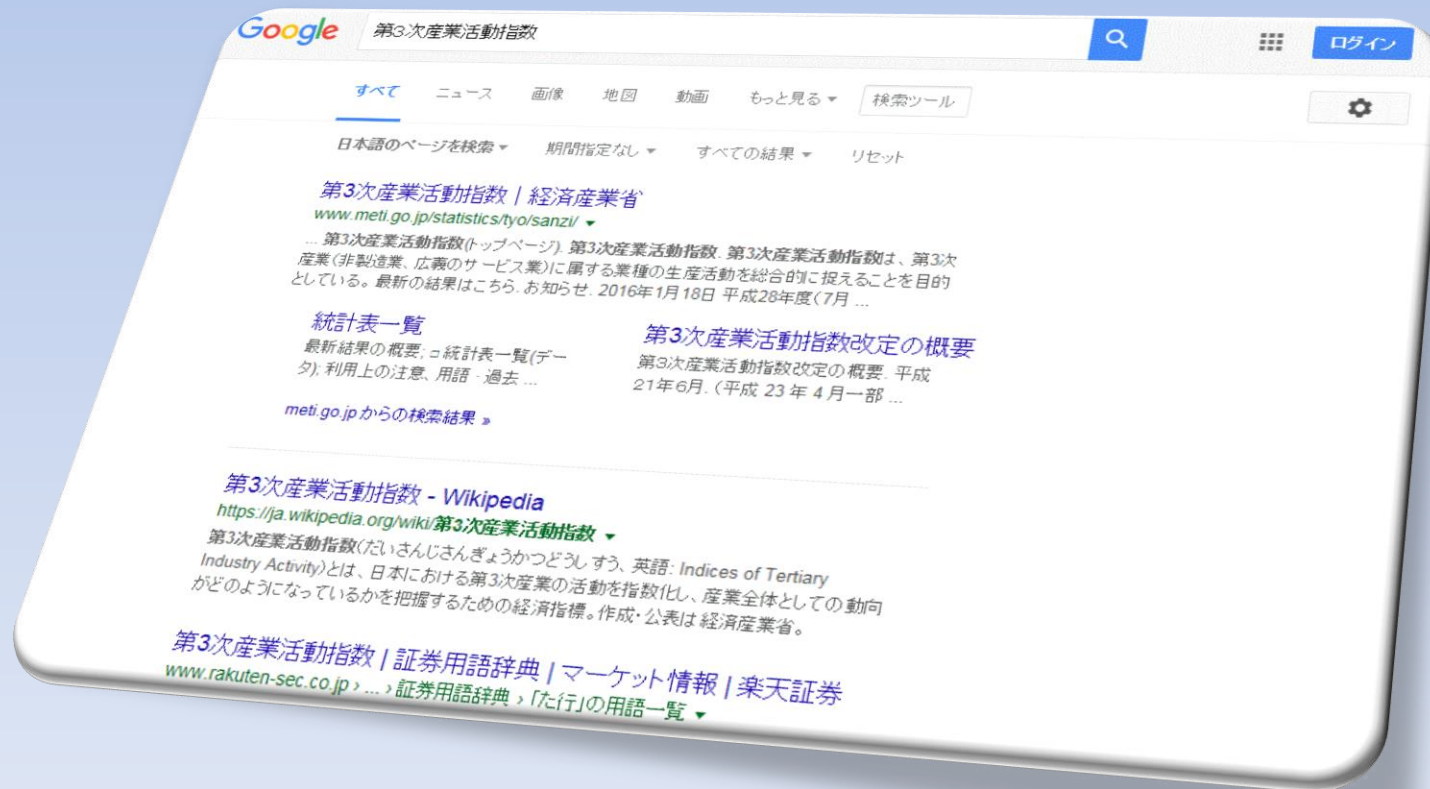 Google 第3次産業活動指数 ログイン
すべて ニュース 画像 地図 動画 もっと見る 検索ツール
日本語のページを検索 期間指定なし すべての結果 リセット
第3次産業活動指数 | 経済産業省
www.meti.go.jp/statistics/tyo/sanzi/
... 第3次産業活動指数(トップページ). 第3次産業活動指数. 第3次産業活動指数は、第3次
産業(非製造業、広義のサービス業)に属する業種の生産活動を総合的に捉えることを目的
としている。最新の結果はこちら. お知らせ. 2016年1月18日 平成28年度(7月 ...
統計表一覧
最新結果の概要; □統計表一覧(デー
タ); 利用上の注意、用語 · 過去 ...
第3次産業活動指数改定の概要
第3次産業活動指数改定の概要. 平成
21年6月. (平成 23 年 4 月一部 ...
meti.go.jp からの検索結果 »
第3次産業活動指数 - Wikipedia
https://ja.wikipedia.org/wiki/第3次産業活動指数
第3次産業活動指数(だいさんじさんぎょうかつどうしすう、英語: Indices of Tertiary
Industry Activity)とは、日本における第3次産業の活動を指数化し、産業全体としての動向
がどのようになっているかを把握するための経済指標。作成・公表は経済産業省。
第3次産業活動指数 | 証券用語辞典 | マーケット情報 | 楽天証券
www.rakuten-sec.co.jp › ... › 証券用語辞典 › 「た行」の用語一覧